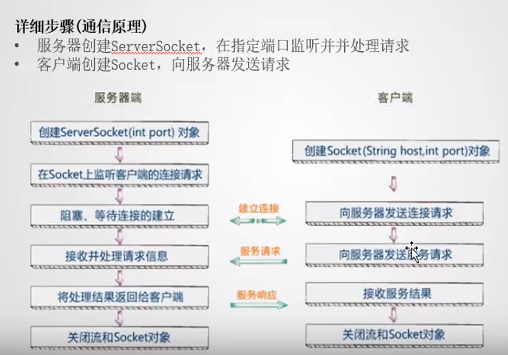 详细步骤(通信原理)
• 服务器创建ServerSocket，在指定端口监听并并处理请求
• 客户端创建Socket，向服务器发送请求
服务器端
客户端
创建ServerSocket(int port) 对象
创建Socket(String host,int port)对象
在Socket上监听客户端的连接请求
阻塞、等待连接的建立
建立连接
向服务器发送连接请求
接收并处理请求信息
服务请求
向服务器发送服务请求
将处理结果返回给客户端
服务响应
接收服务结果
关闭流和Socket对象
关闭流和Socket对象